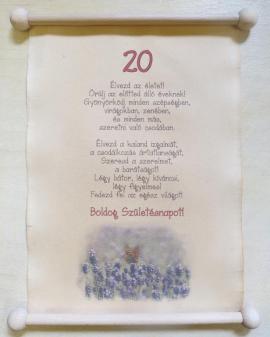 20
Élvezd az életet!
Örülj az előtted álló éveknek!
Gyönyörködj minden szépségben,
virágokban, zenében,
és minden más,
szeretni való csodában.
Élvezd a kaland izgalmát,
a csodálkozás ártatlanságát,
Szeresd a szerelmet,
a barátságot!
Légy bátor, légy kíváncsi,
légy figyelmes!
Fedezd fel az egész világot!
Boldog Születésnapot!